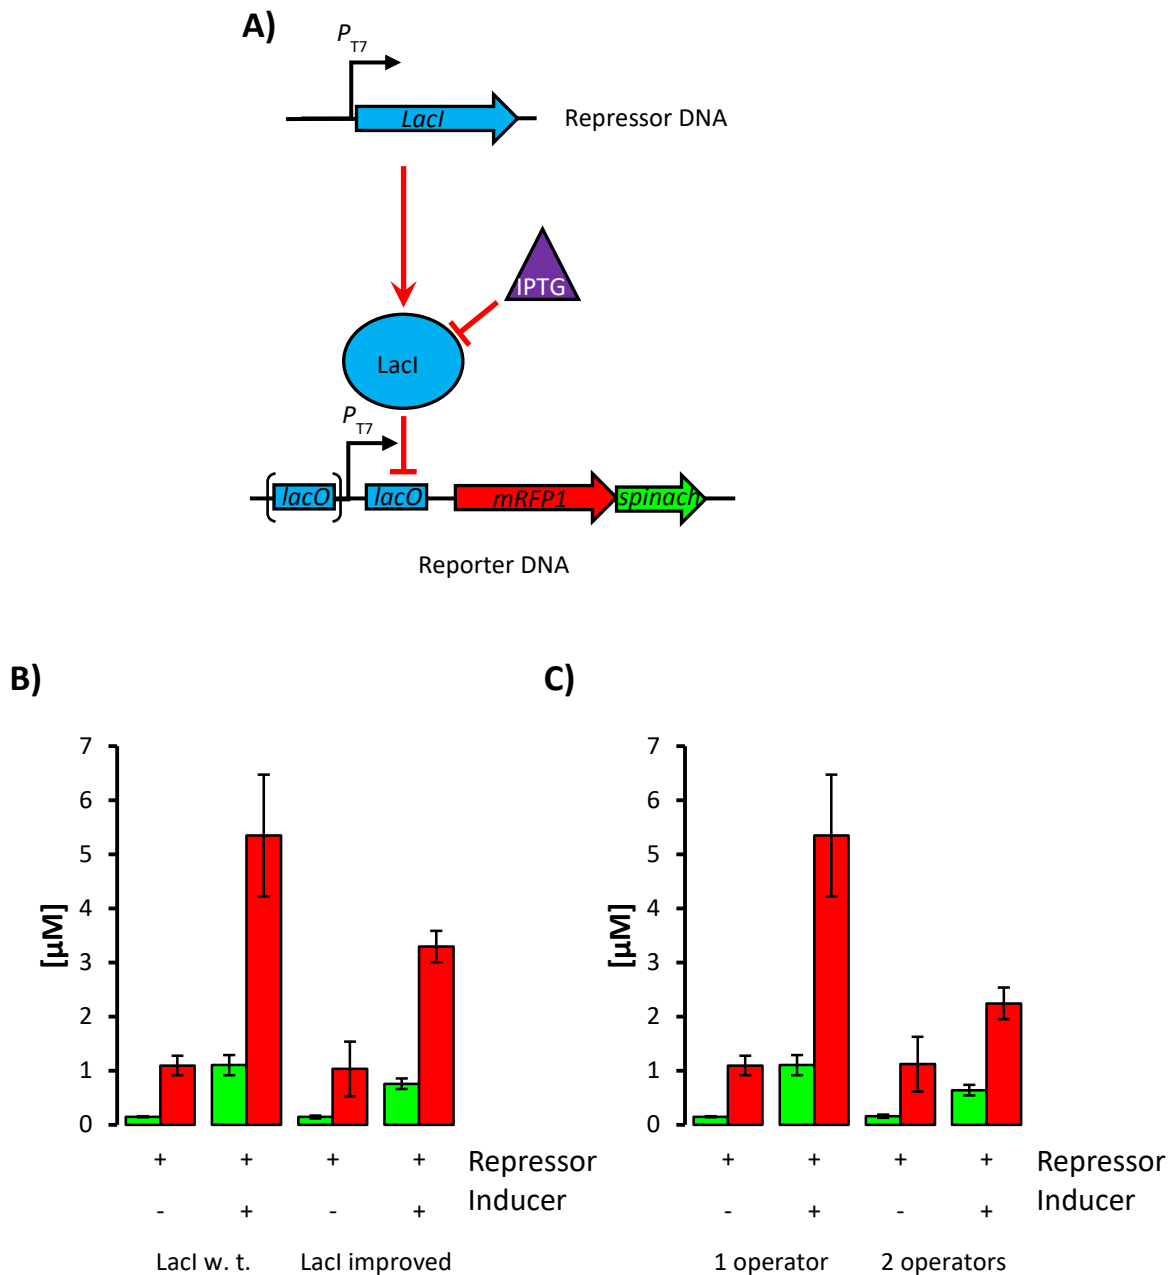 A)
P T7
LacI
Repressor DNA
IPTG
LacI
P T7
lacO lacO mRFP1 spinach
Reporter DNA
B)
[µM]
7
6
5
4
3
2
1
0
+ + + + Repressor
- + - + Inducer
LacI w. t. LacI improved
C)
[µM]
7
6
5
4
3
2
1
0
+ + + + Repressor
- + - + Inducer
1 operator 2 operators